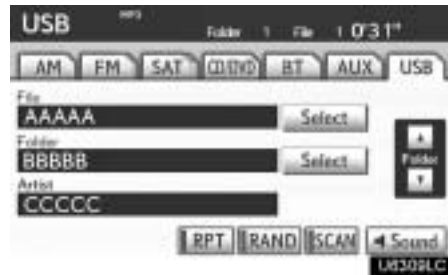 USB MP3 Folder 1 File 1 0'31"
AM FM SAT CD/DVD BT AUX USB
File
AAAAA Select
Folder
BBBBB Select
Folder
Artist
CCCCC
RPT RAND SCAN Sound
U8309LC